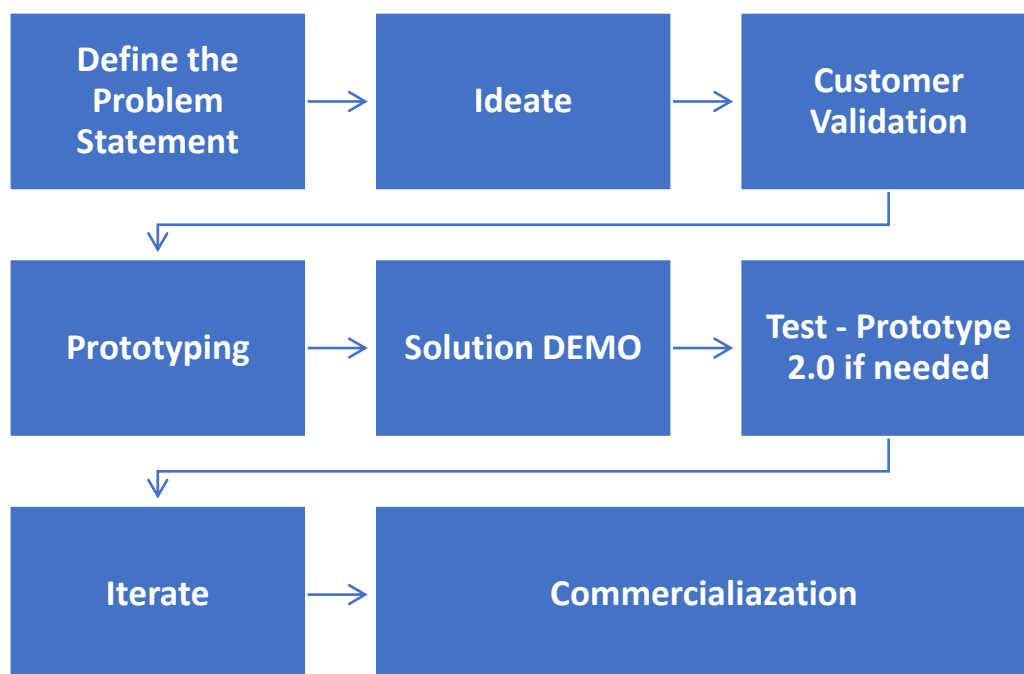 Define the
Problem
Statement
Ideate
Customer
Validation
Prototyping
Solution DEMO
Test - Prototype
2.0 if needed
Iterate
Commercialiazation